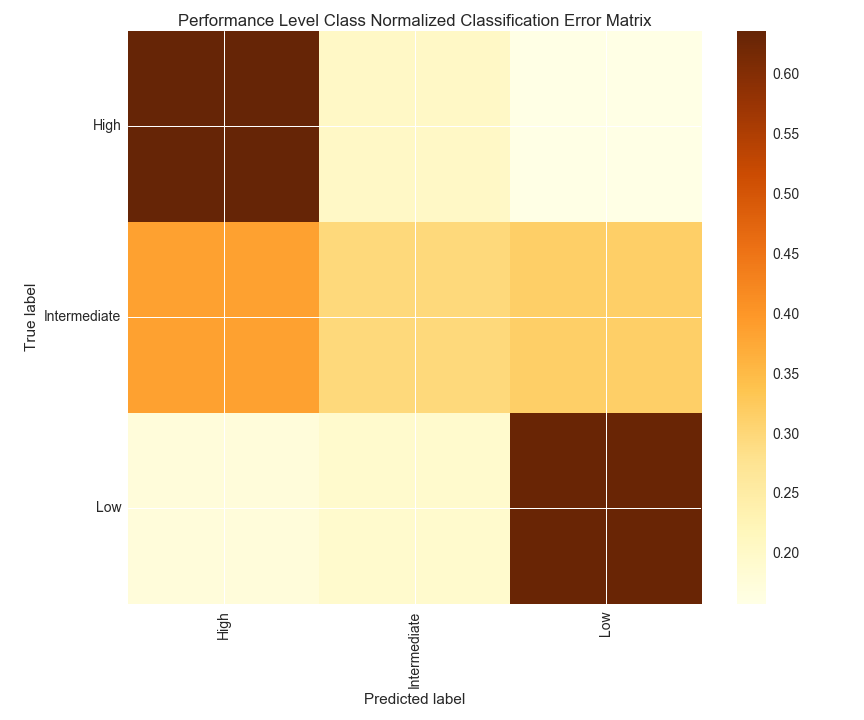 Performance Level Class Normalized Classification Error Matrix
High
Intermediate
Low
True label
High
Intermediate
Low
Predicted label
0.60
0.55
0.50
0.45
0.40
0.35
0.30
0.25
0.20